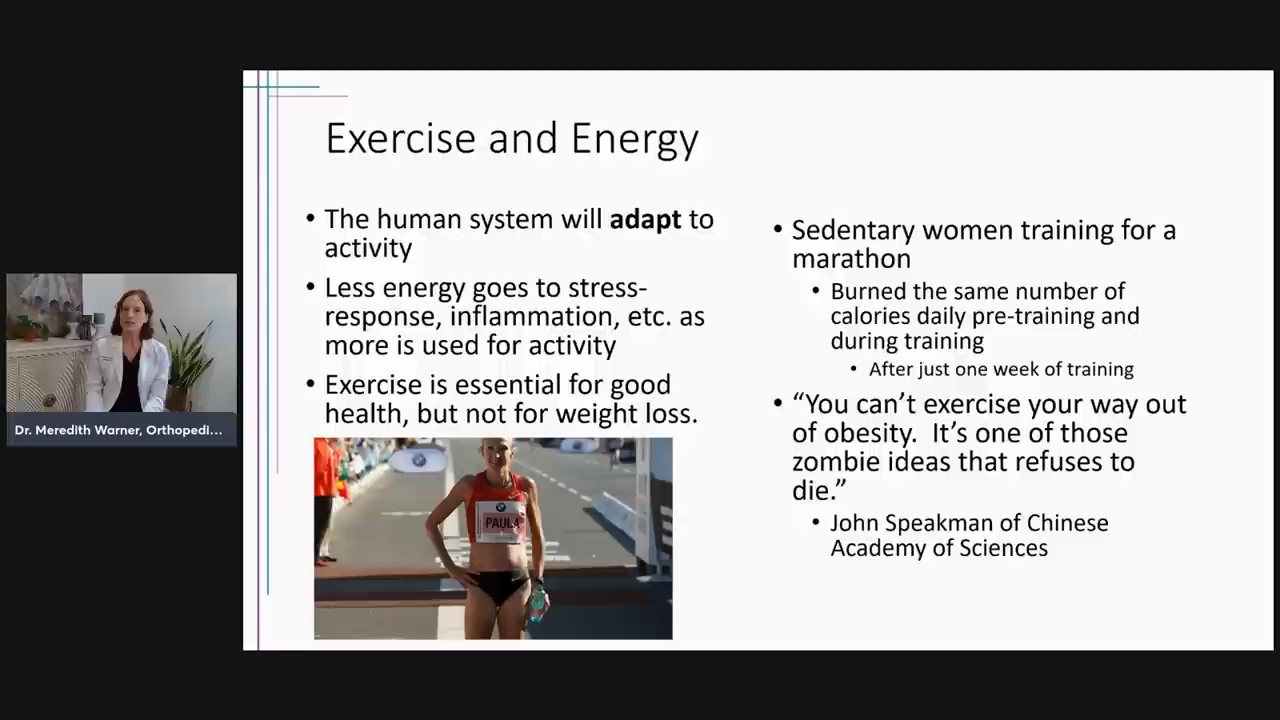 Exercise and Energy
• The human system will adapt to
activity
• Less energy goes to stress-
response, inflammation, etc. as
more is used for activity
• Exercise is essential for good
health, but not for weight loss.
PAULA
• Sedentary women training for a
marathon
• Burned the same number of
calories daily pre-training and
during training
• After just one week of training
• “You can’t exercise your way out
of obesity.  It’s one of those
zombie ideas that refuses to
die.”
• John Speakman of Chinese
Academy of Sciences
Dr. Meredith Warner, Orthopedi...